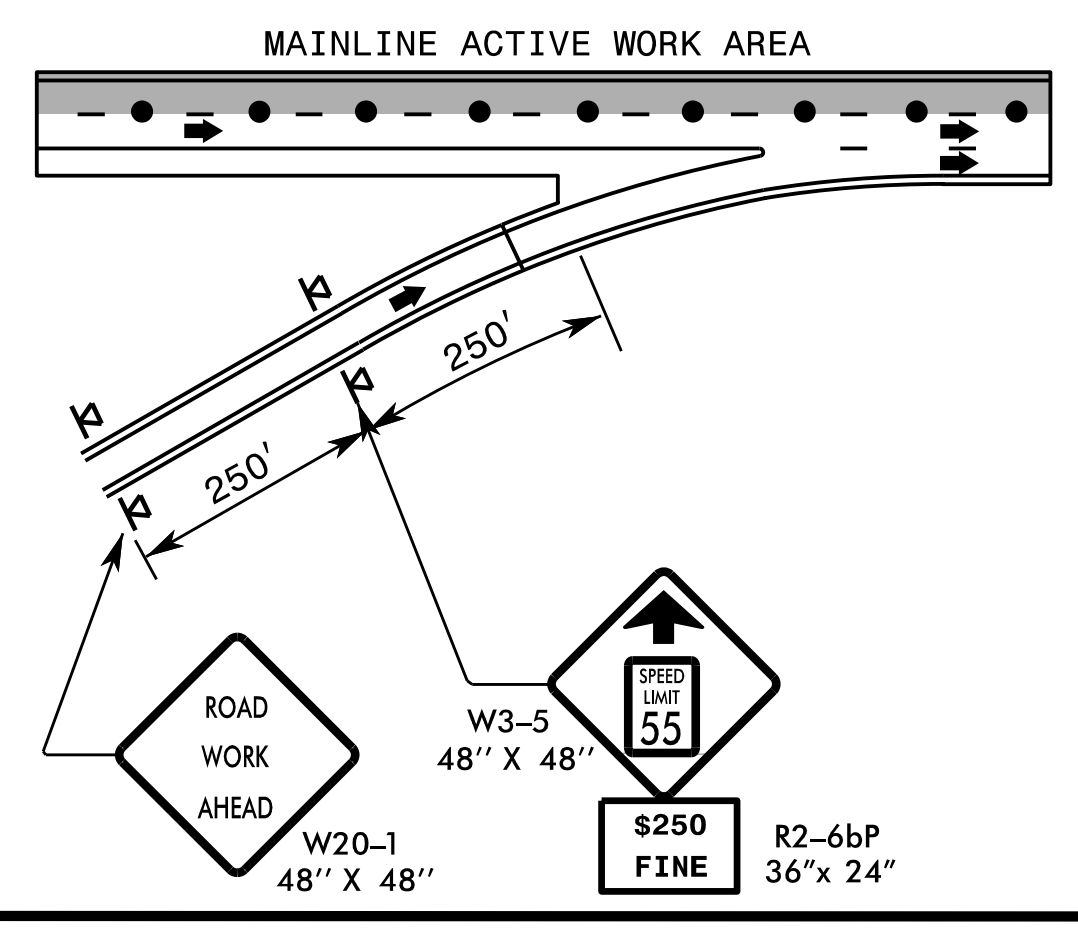 MAINLINE ACTIVE WORK AREA
250'
250'
SPEED
LIMIT
55
W3–5
48'' X 48''
ROAD
WORK
AHEAD
W20–1
48'' X 48''
$250
FINE
R2–6bP
36"x 24"